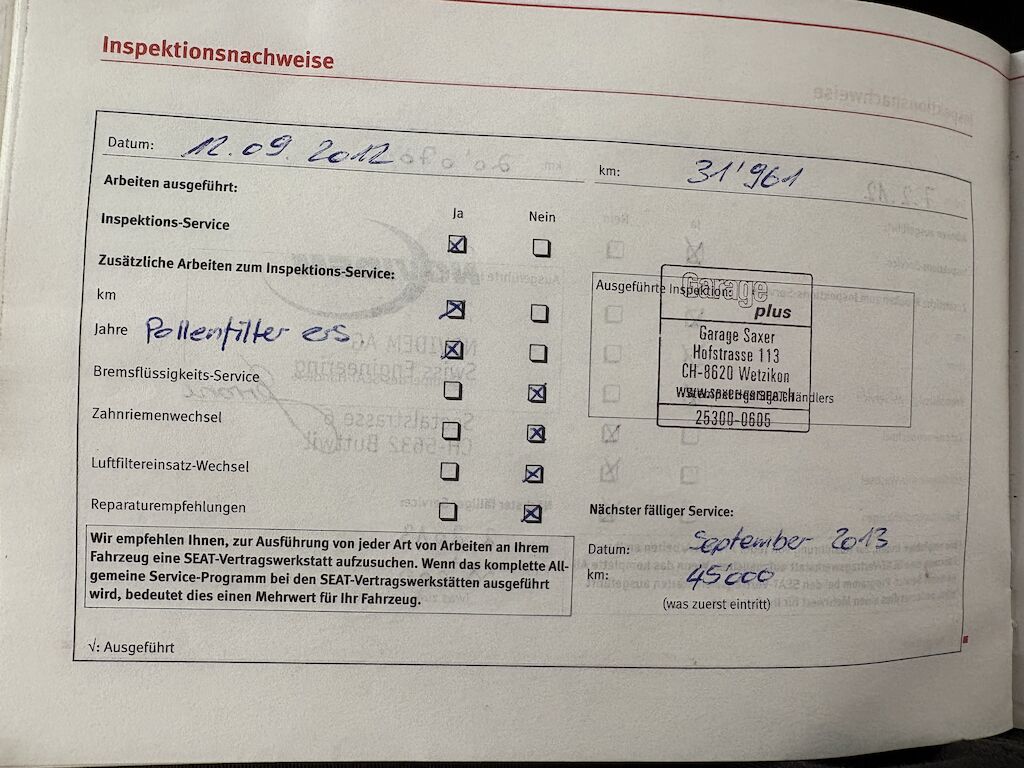 Inspektionsnachweise
Datum: 12.09.2012
km: 31'961
Arbeiten ausgeführt:
Ja Nein
Inspektions-Service
Zusätzliche Arbeiten zum Inspektions-Service:
km
Jahre Pollenfilter ers.
Bremsflüssigkeits-Service
Zahnriemenwechsel
Luftfiltereinsatz-Wechsel
Reparaturempfehlungen
Ausgeführte Inspektion:
Garage
plus
Garage Saxer
Hofstrasse 113
CH-8620 Wetzikon
25300-0605
Wir empfehlen Ihnen, zur Ausführung von jeder Art von Arbeiten an Ihrem
Fahrzeug eine SEAT-Vertragswerkstatt aufzusuchen. Wenn das komplette All-
gemeine Service-Programm bei den SEAT-Vertragswerkstätten ausgeführt
wird, bedeutet dies einen Mehrwert für Ihr Fahrzeug.
Nächster fälliger Service:
Datum: September 2013
km: 45'000
(was zuerst eintritt)
√: Ausgeführt